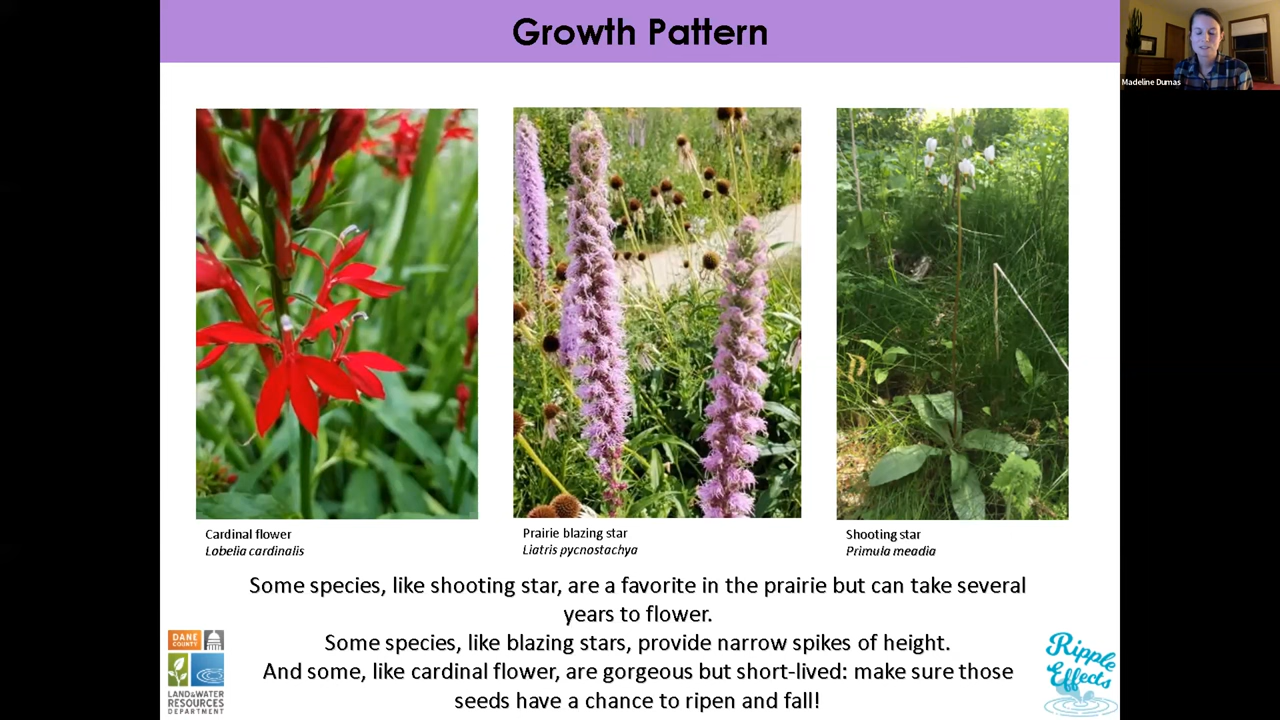 Growth Pattern
Madeline Dumas
Cardinal flower
Lobelia cardinalis
Prairie blazing star
Liatris pycnostachya
Shooting star
Primula meadia
Some species, like shooting star, are a favorite in the prairie but can take several
years to flower.
Some species, like blazing stars, provide narrow spikes of height.
And some, like cardinal flower, are gorgeous but short-lived: make sure those
seeds have a chance to ripen and fall!
DANE
COUNTY
LAND & WATER
RESOURCES
DEPARTMENT
Ripple
Effects